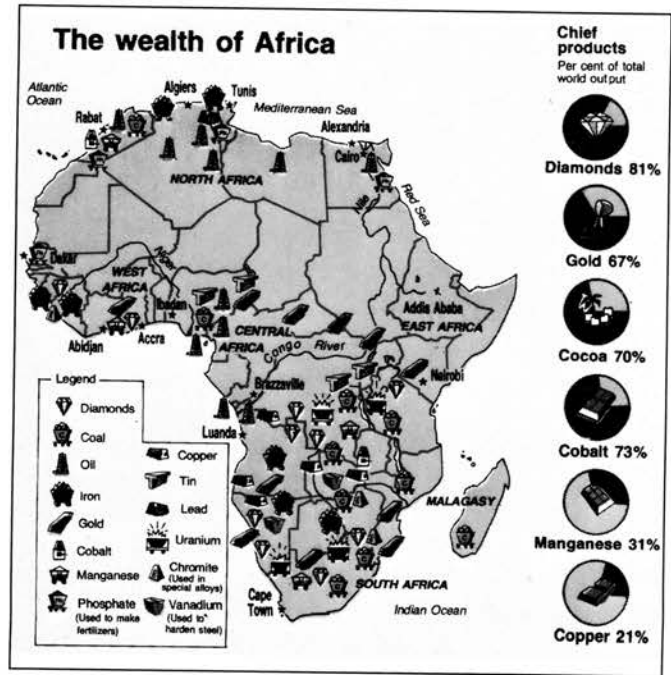 The wealth of Africa
Chief
products
Per cent of total
world output
Diamonds 81%
Gold 67%
Cocoa 70%
Cobalt 73%
Manganese 31%
Copper 21%
Atlantic
Ocean
Algiers
Tunis
Mediterranean Sea
Rabat
Alexandria
Cairo
NORTH AFRICA
Nile
Red Sea
Dakar
WEST
AFRICA
Niger
Ibadan
Abidjan
Accra
CENTRAL
AFRICA
Addis Ababa
EAST AFRICA
Congo River
Brazzaville
Nairobi
Luanda
MALAGASY
SOUTH AFRICA
Cape
Town
Indian Ocean
Legend
Diamonds
Coal
Oil
Iron
Gold
Cobalt
Manganese
Phosphate
(Used to make
fertilizers)
Copper
Tin
Lead
Uranium
Chromite
(Used in
special alloys)
Vanadium
(Used to
harden steel)